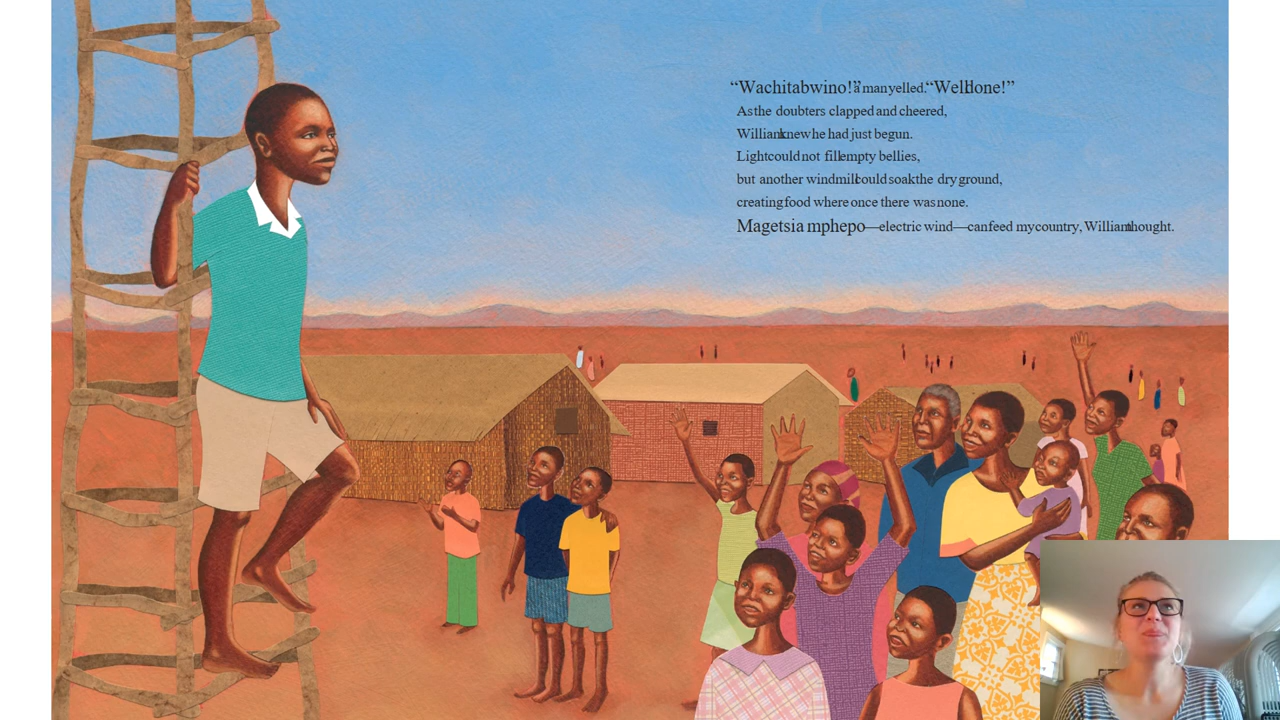 “Wachitabwino!” a man yelled. “Well done!”
As the doubters clapped and cheered,
William knew he had just begun.
Light could not fill empty bellies,
but another windmill could soak the dry ground,
creating food where once there was none.
Magetsi a mphepo—electric wind—can feed my country, William thought.